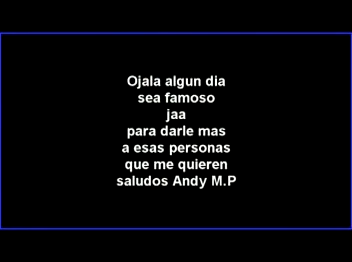 Ojala algun dia
sea famoso
jaa
para darle mas
a esas personas
que me quieren
saludos Andy M.P